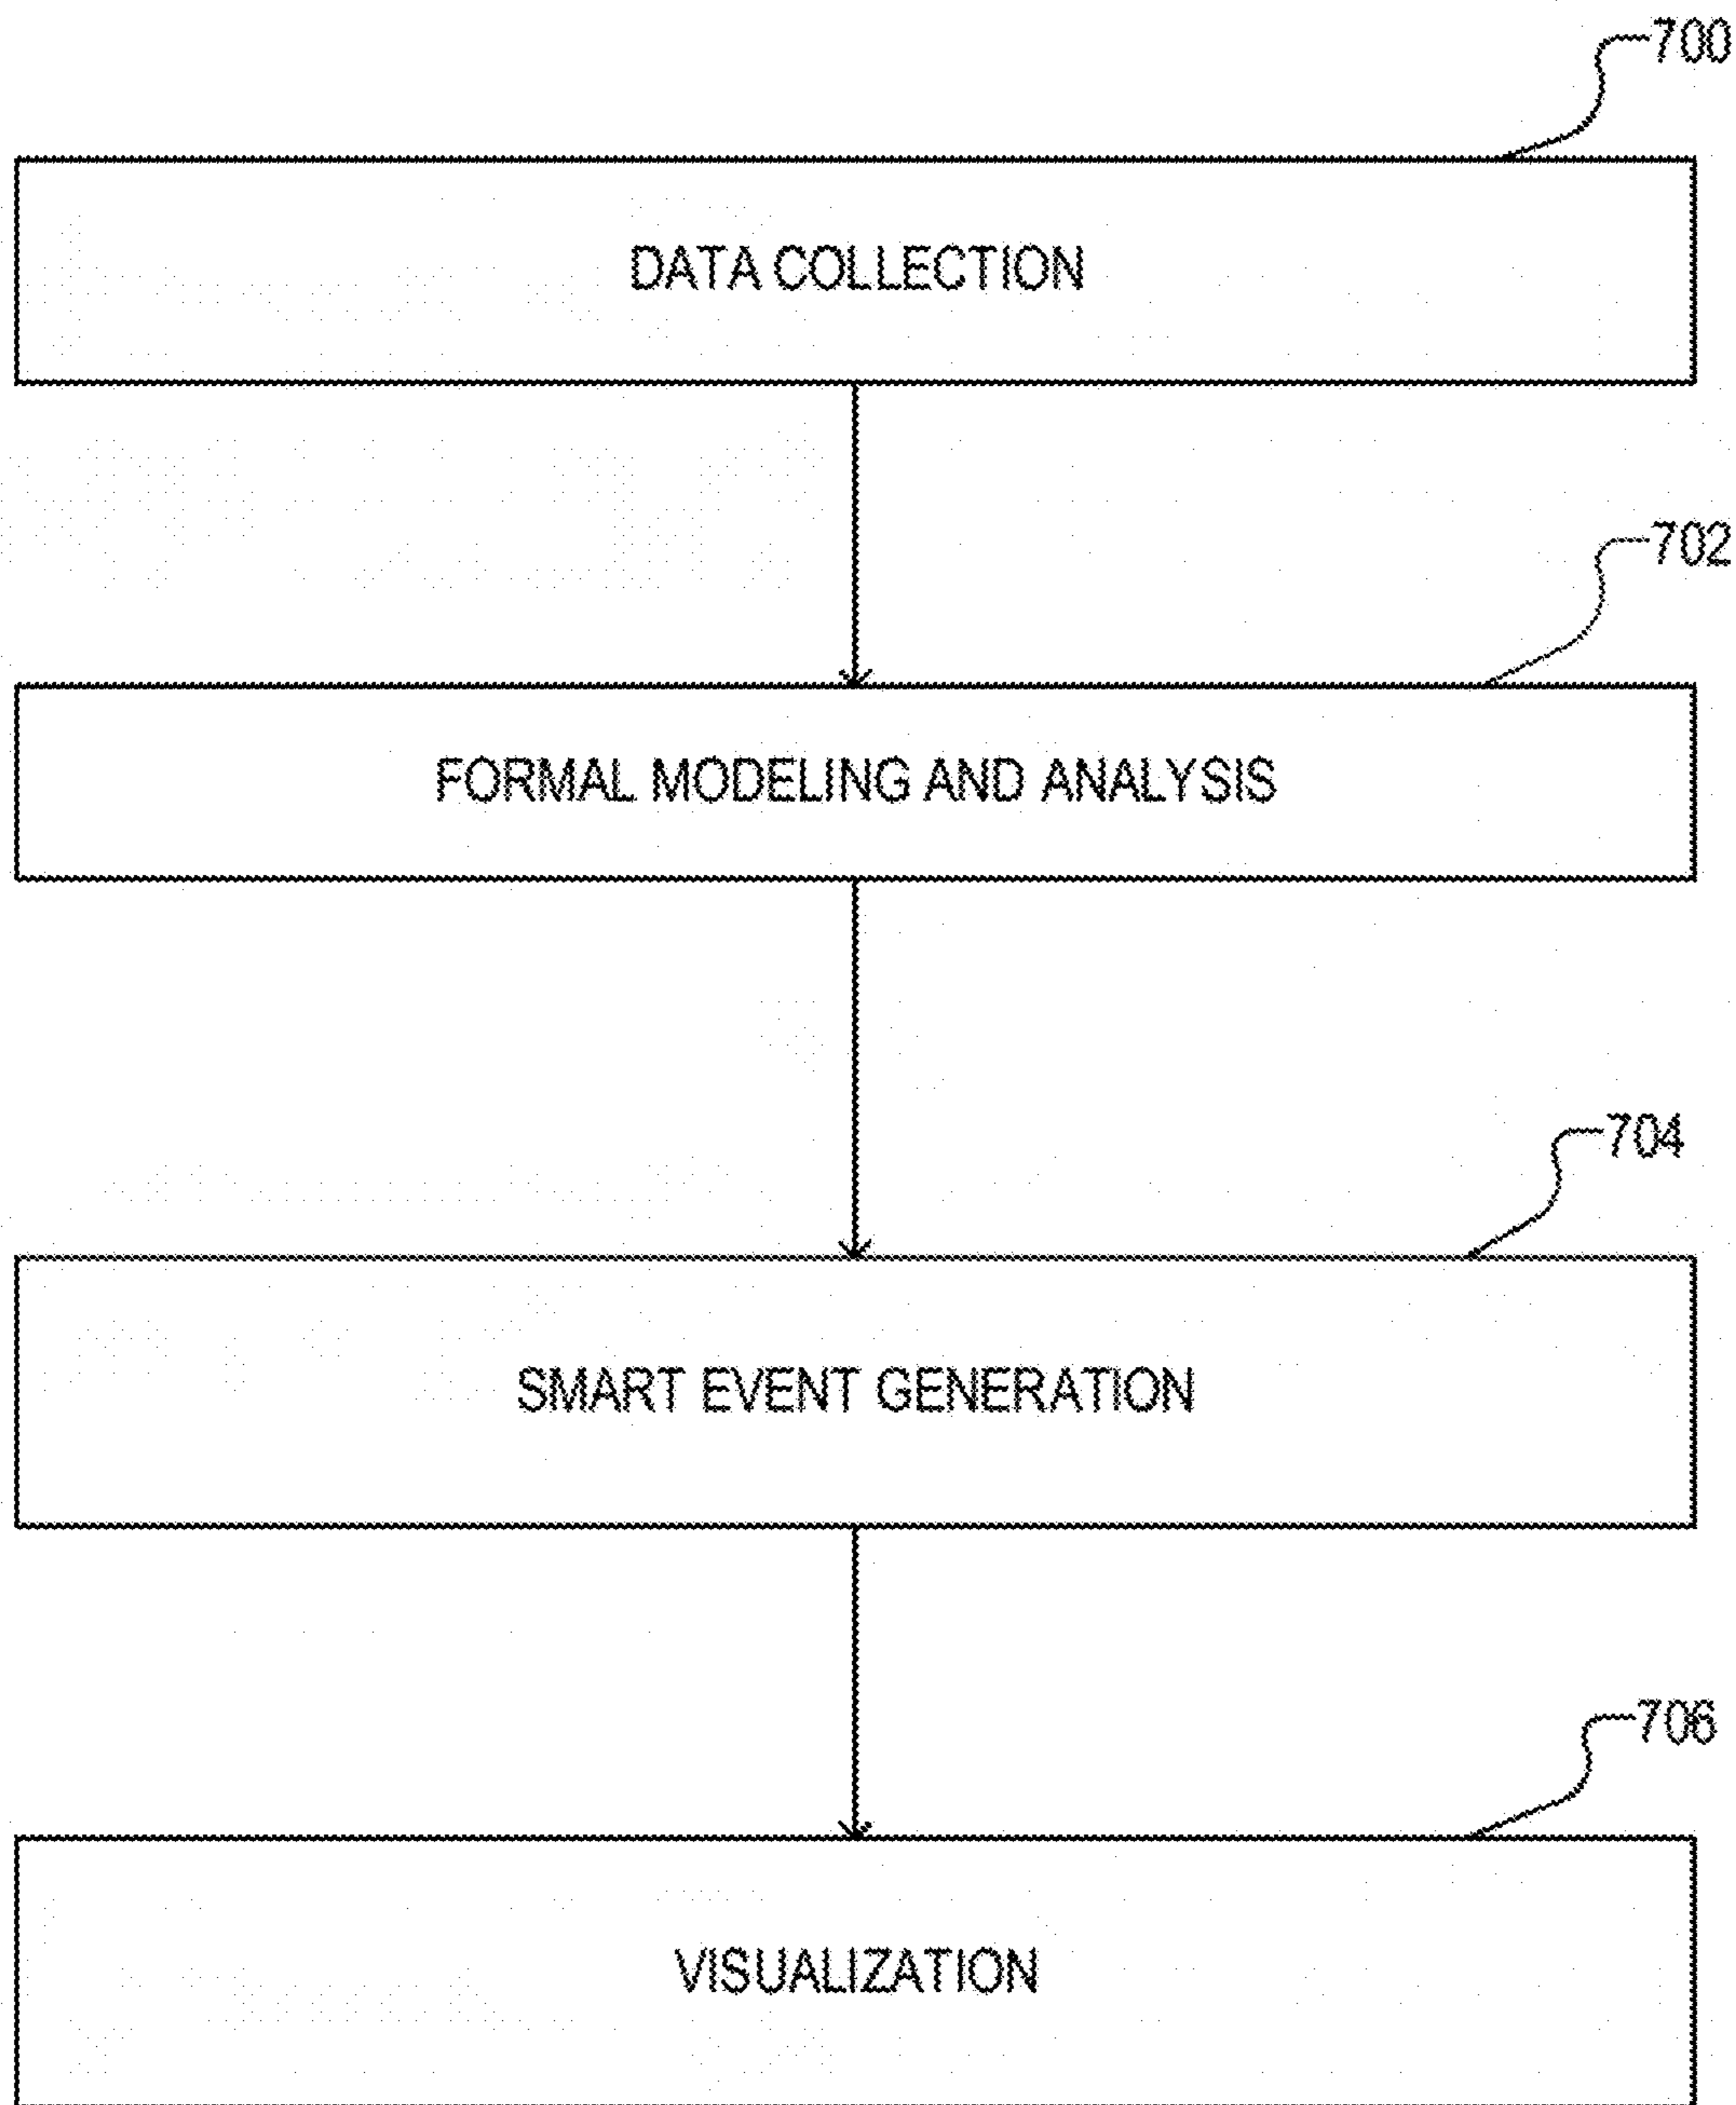 700
DATA COLLECTION
702
FORMAL MODELING AND ANALYSIS
704
SMART EVENT GENERATION
706
VISUALIZATION